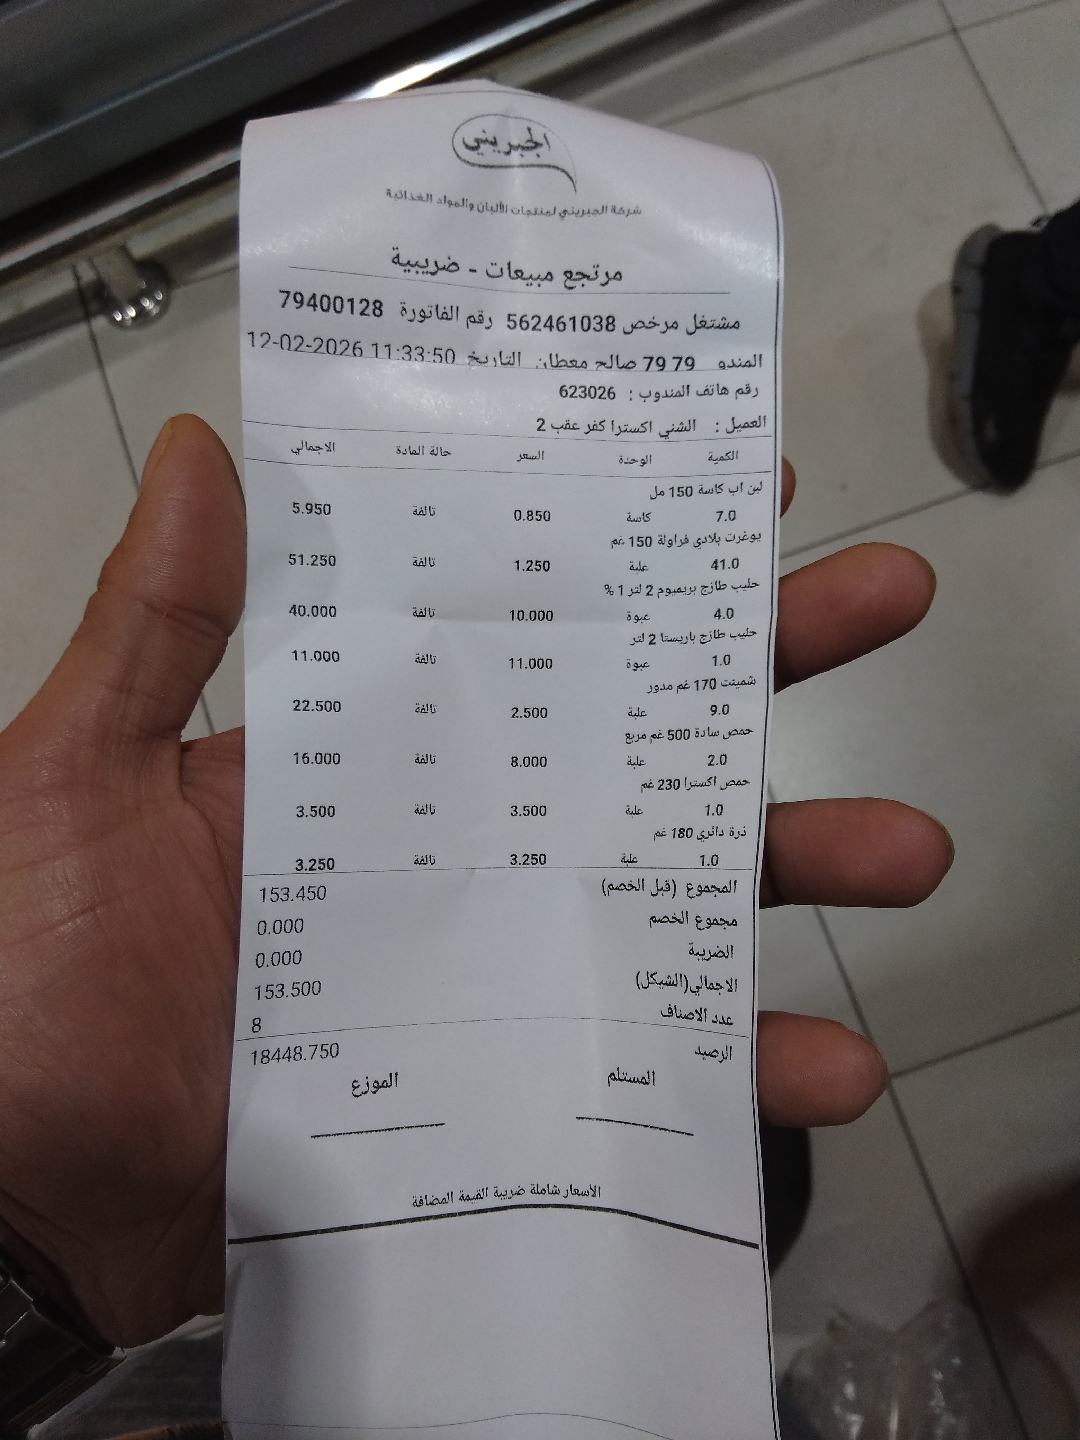 الجبريني
شركة الجبريني لمنتجات الألبان والمواد الغذائية
مرتجع مبيعات - ضريبية
مشتغل مرخص 562461038 رقم الفاتورة 79400128
المندو 79 79 صالح معطان التاريخ 12-02-2026 11:33:50
رقم هاتف المندوب : 623026
العميل : الشني اكسترا كفر عقب 2
الكمية الوحدة السعر حالة المادة الاجمالي
لبن اب كاسة 150 مل
7.0 كاسة 0.850 تالفة 5.950
يوغرت بلادي فراولة 150 غم
41.0 علبة 1.250 تالفة 51.250
حليب طازج بريميوم 2 لتر 1 %
4.0 عبوة 10.000 تالفة 40.000
حليب طازج باريستا 2 لتر
1.0 عبوة 11.000 تالفة 11.000
شمينت 170 غم مدور
9.0 علبة 2.500 تالفة 22.500
حمص سادة 500 غم مربع
2.0 علبة 8.000 تالفة 16.000
حمص اكسترا 230 غم
1.0 علبة 3.500 تالفة 3.500
ذرة دائري 180 غم
1.0 علبة 3.250 تالفة 3.250
المجموع (قبل الخصم) 153.450
مجموع الخصم 0.000
الضريبة 0.000
الاجمالي(الشيكل) 153.500
عدد الاصناف 8
الرصيد 18448.750
المستلم الموزع
الأسعار شاملة ضريبة القيمة المضافة